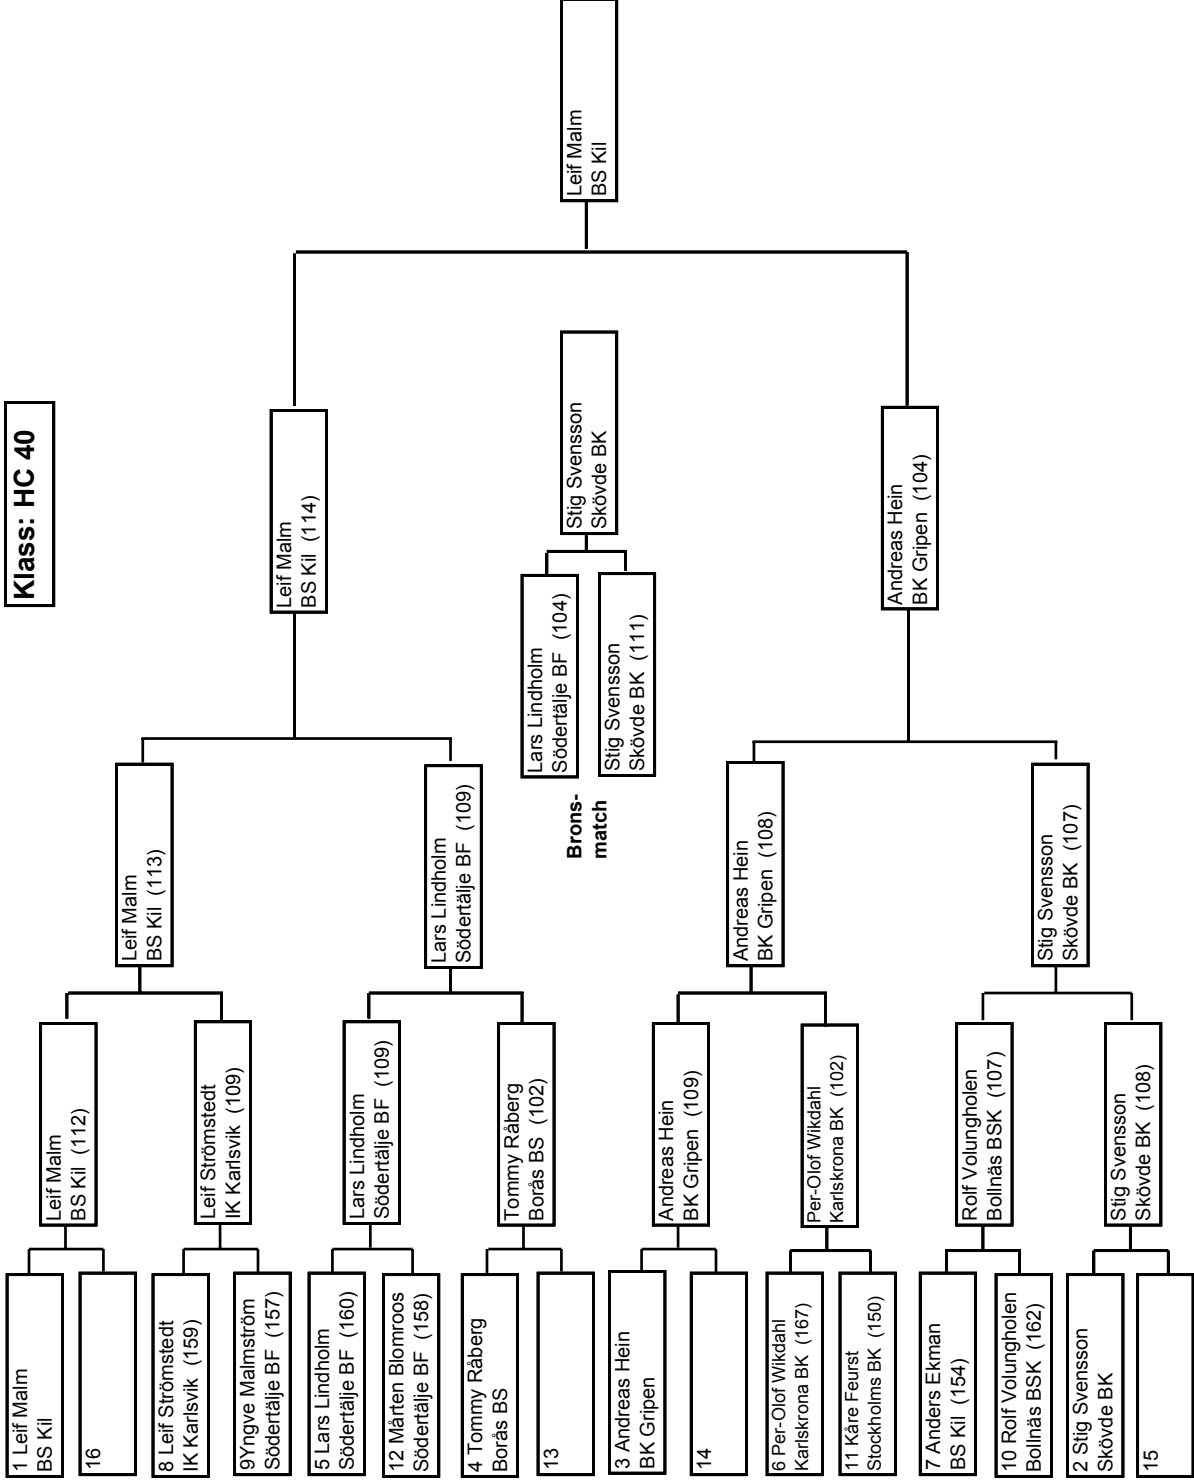 Klass: HC 40
1 Leif Malm
BS Kil
16
8 Leif Strömstedt
IK Karlsvik (159)
9Yngve Malmström
Södertälje BF (157)
5 Lars Lindholm
Södertälje BF (160)
12 Mårten Blomroos
Södertälje BF (158)
4 Tommy Råberg
Borås BS
13
3 Andreas Hein
BK Gripen
14
6 Per-Olof Wikdahl
Karlskrona BK (167)
11 Kåre Feurst
Stockholms BK (150)
7 Anders Ekman
BS Kil (154)
10 Rolf Volungholen
Bollnäs BSK (162)
2 Stig Svensson
Skövde BK
15
Leif Malm
BS Kil (112)
Leif Strömstedt
IK Karlsvik (109)
Lars Lindholm
Södertälje BF (109)
Tommy Råberg
Borås BS (102)
Andreas Hein
BK Gripen (109)
Per-Olof Wikdahl
Karlskrona BK (102)
Rolf Volungholen
Bollnäs BSK (107)
Stig Svensson
Skövde BK (108)
Leif Malm
BS Kil (113)
Lars Lindholm
Södertälje BF (109)
Andreas Hein
BK Gripen (108)
Stig Svensson
Skövde BK (107)
Leif Malm
BS Kil (114)
Andreas Hein
BK Gripen (104)
Brons-
match
Lars Lindholm
Södertälje BF (104)
Stig Svensson
Skövde BK (111)
Stig Svensson
Skövde BK
Leif Malm
BS Kil